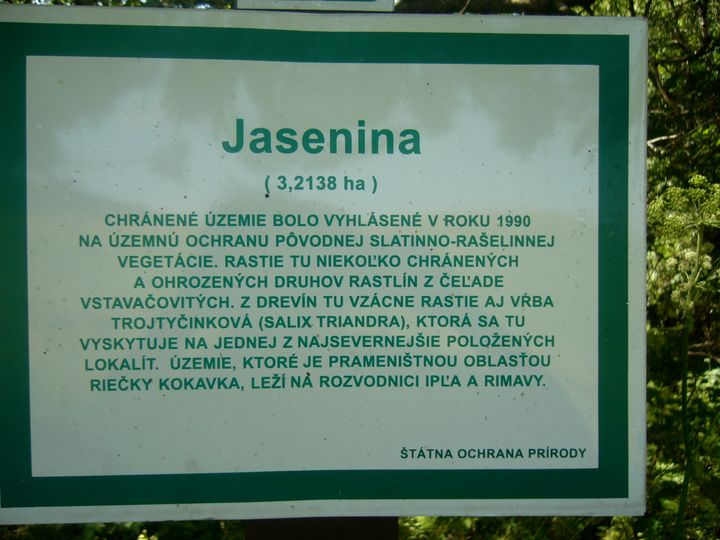 Jasenina
( 3,2138 ha )
CHRÁNENÉ ÚZEMIE BOLO VYHLÁSENÉ V ROKU 1990
NA ÚZEMNÚ OCHRANU PÔVODNEJ SLATINNO-RAŠELINNEJ
VEGETÁCIE. RASTIE TU NIEKOĽKO CHRÁNENÝCH
A OHROZENÝCH DRUHOV RASTLÍN Z ČEĽADE
VSTAVAČOVITÝCH. Z DREVÍN TU VZÁCNE RASTIE AJ VŔBA
TROJTYČINKOVÁ (SALIX TRIANDRA), KTORÁ SA TU
VYSKYTUJE NA JEDNEJ Z NAJSEVERNEJŠIE POLOŽENÝCH
LOKALÍT. ÚZEMIE, KTORÉ JE PRAMENIŠTNOU OBLASŤOU
RIEČKY KOKAVKA, LEŽÍ NA ROZVODNICI IPĽA A RIMAVY.
ŠTÁTNA OCHRANA PRÍRODY